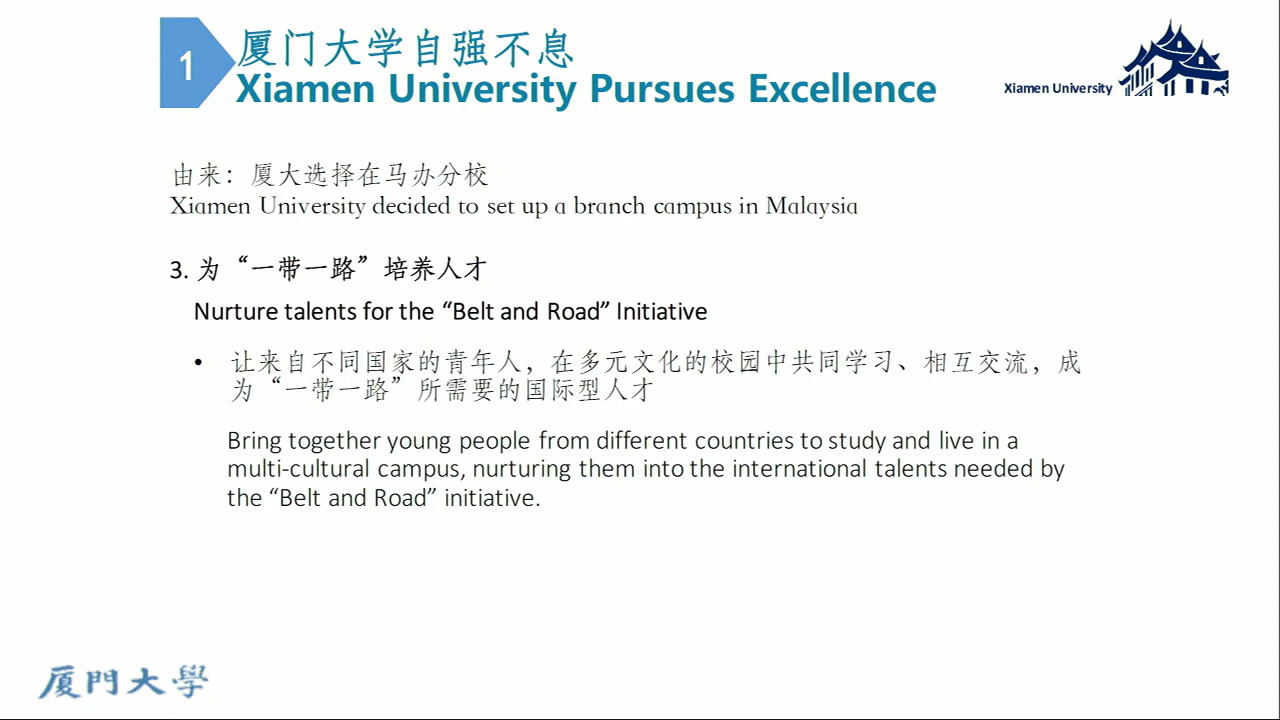 1
厦门大学自强不息
Xiamen University Pursues Excellence
Xiamen University
由来：厦大选择在马办分校
Xiamen University decided to set up a branch campus in Malaysia
3. 为“一带一路”培养人才
Nurture talents for the “Belt and Road” Initiative
• 让来自不同国家的青年人，在多元文化的校园中共同学习、相互交流，成
为“一带一路”所需要的国际型人才
Bring together young people from different countries to study and live in a
multi-cultural campus, nurturing them into the international talents needed by
the “Belt and Road” initiative.
厦門大學